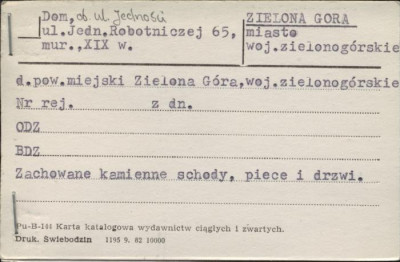 Dom, ob. ul. Jedności
ul.Jedn.Robotniczej 65,
mur.,XIX w.
ZIELONA GORA
miasto
woj.zielonogórskie
d.pow.miejski Zielona Góra,woj.zielonogórskie
Nr rej. z dn.
ODZ
BDZ
Zachowane kamienne schody, piece i drzwi.
Pu-B-144 Karta katalogowa wydawnictw ciągłych i zwartych.
Druk. Swiebodzin 1195 9. 82 10000